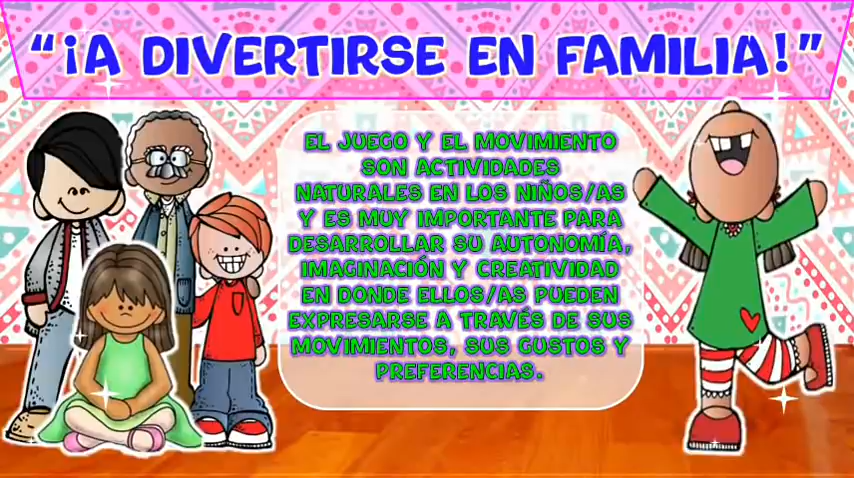 “¡A DIVERTIRSE EN FAMILIA!”
EL JUEGO Y EL MOVIMIENTO
SON ACTIVIDADES
NATURALES EN LOS NIÑOS/AS
Y ES MUY IMPORTANTE PARA
DESARROLLAR SU AUTONOMÍA,
IMAGINACIÓN Y CREATIVIDAD
EN DONDE ELLOS/AS PUEDEN
EXPRESARSE A TRAVÉS DE SUS
MOVIMIENTOS, SUS GUSTOS Y
PREFERENCIAS.